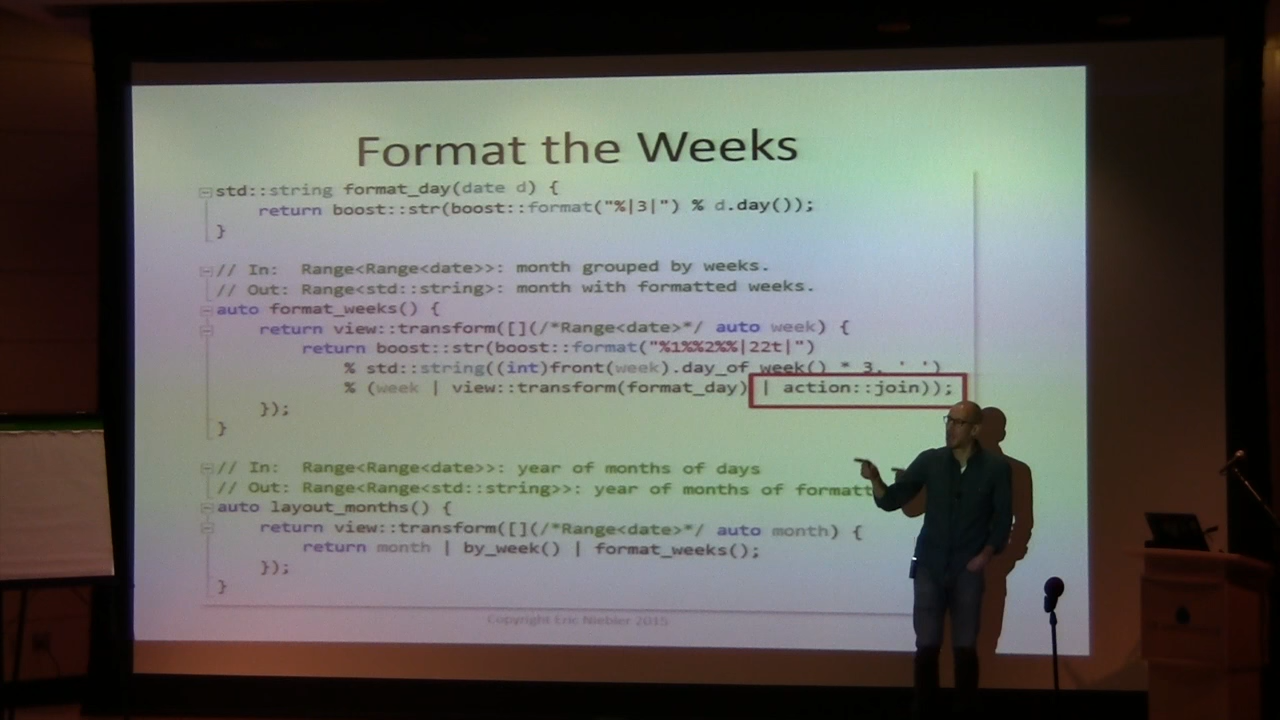 Format the Weeks
std::string format_day(date d) {
return boost::str(boost::format("%|3|") % d.day());
}
// In:  Range<Range<date>>: month grouped by weeks.
// Out: Range<std::string>: month with formatted weeks.
auto format_weeks() {
return view::transform([](/*Range<date>*/ auto week) {
return boost::str(boost::format("%1%%2%%|22t|")
% std::string((int)front(week).day_of_week() * 3, ' ')
% (week | view::transform(format_day) | action::join));
});
}
// In:  Range<Range<date>>: year of months of days
// Out: Range<Range<std::string>>: year of months of formatt
auto layout_months() {
return view::transform([](/*Range<date>*/ auto month) {
return month | by_week() | format_weeks();
});
}
Copyright Eric Niebler 2015